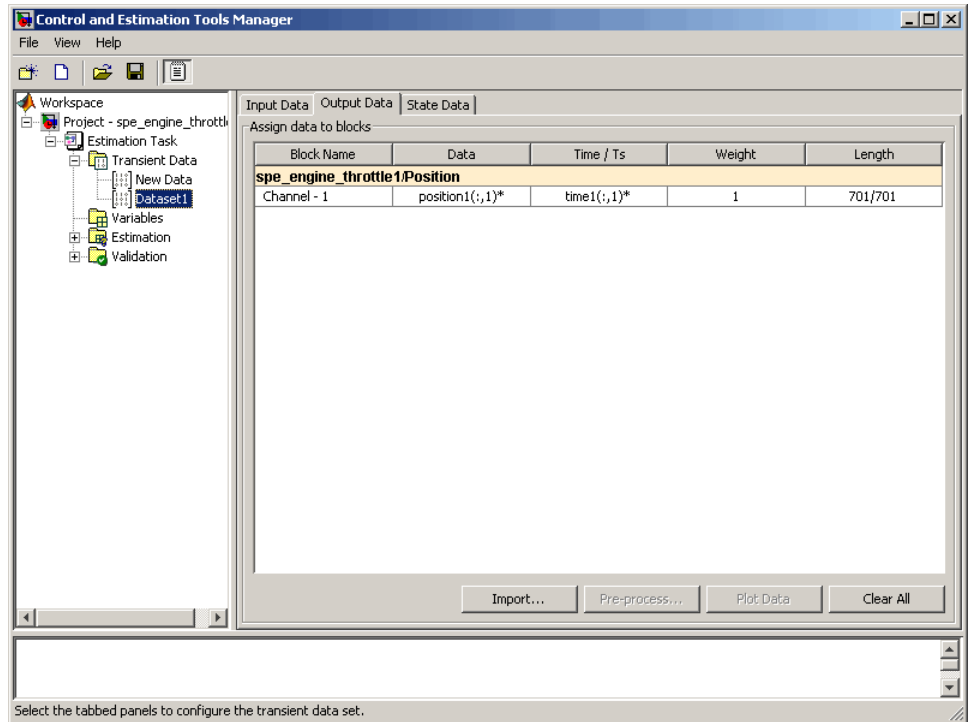 Control and Estimation Tools Manager
File View Help
Workspace
Project - spe_engine_throttl
Estimation Task
Transient Data
New Data
Dataset1
Variables
Estimation
Validation
Input Data Output Data State Data
Assign data to blocks
Block Name Data Time / Ts Weight Length
spe_engine_throttle1/Position
Channel - 1 position1(:,1)* time1(:,1)* 1 701/701
Import... Pre-process... Plot Data Clear All
Select the tabbed panels to configure the transient data set.